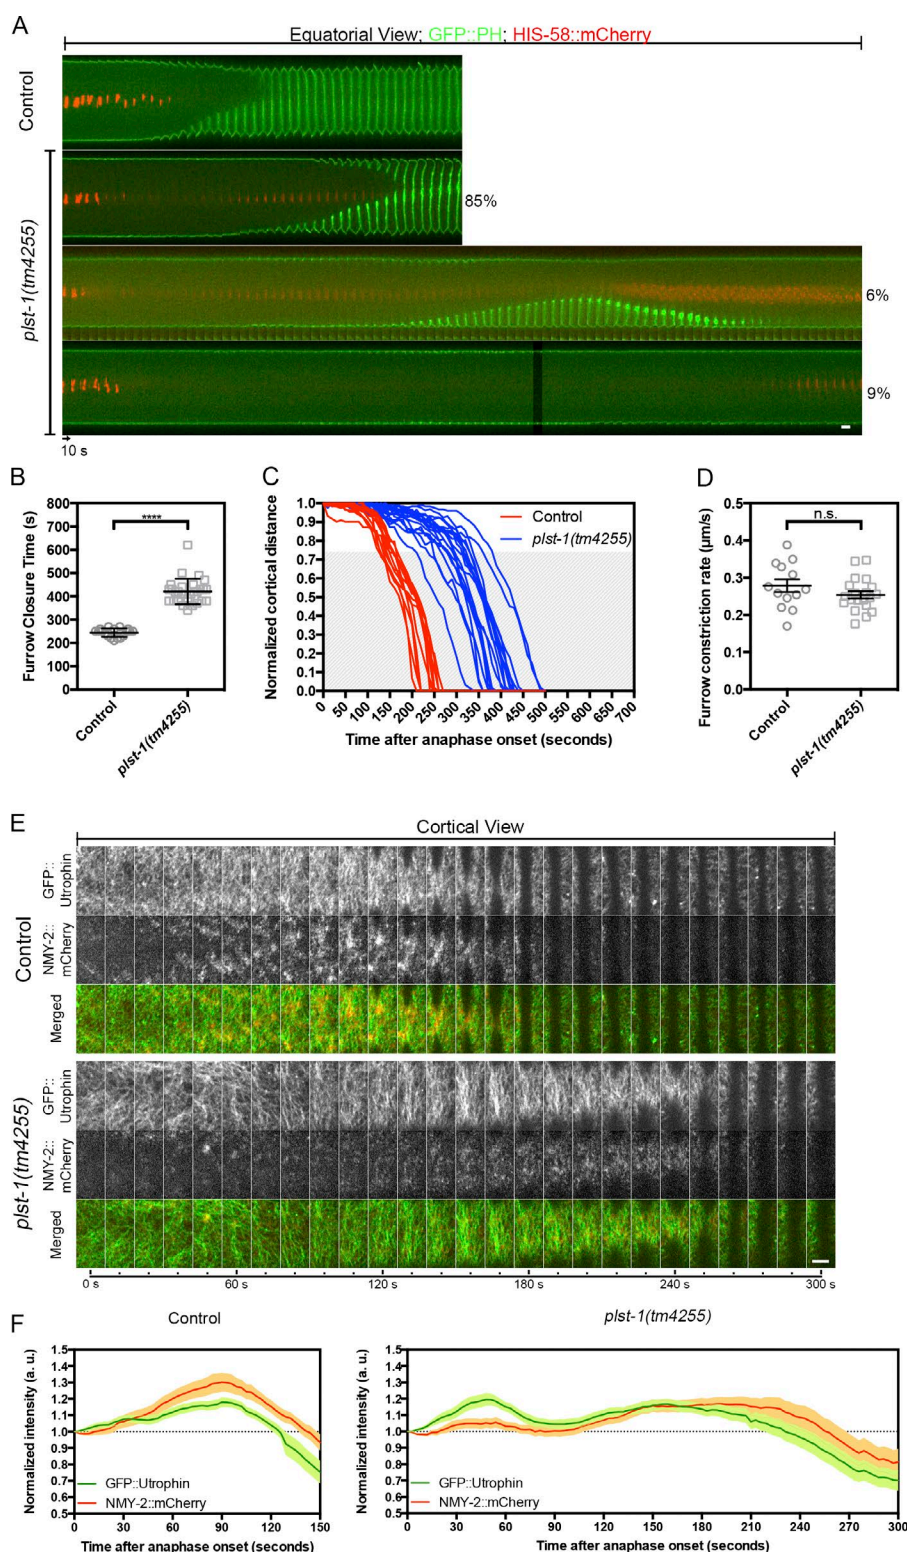 A
Equatorial View; GFP::PH; HIS-58::mCherry
Control
plst-1(tm4255)
85%
6%
9%
10 s
B
Furrow Closure Time (s)
800
700
600
500
400
300
200
100
0
****
Control
plst-1(tm4255)
C
Normalized cortical distance
1.0
0.9
0.8
0.7
0.6
0.5
0.4
0.3
0.2
0.1
0.0
Control
plst-1(tm4255)
0 50 100 150 200 250 300 350 400 450 500 550 600 650 700
Time after anaphase onset (seconds)
D
Furrow constriction rate (µm/s)
0.5
0.4
0.3
0.2
0.1
0.0
n.s.
Control
plst-1(tm4255)
E
Cortical View
Control
GFP::
Utrophin
NMY-2::
mCherry
Merged
plst-1(tm4255)
GFP::
Utrophin
NMY-2::
mCherry
Merged
0 s 60 s 120 s 180 s 240 s 300 s
F
Control
Normalized intensity (a. u.)
1.5
1.4
1.3
1.2
1.1
1.0
0.9
0.8
0.7
0.6
0.5
GFP::Utrophin
NMY-2::mCherry
0 30 60 90 120 150
Time after anaphase onset (seconds)
plst-1(tm4255)
Normalized intensity (a. u.)
1.5
1.4
1.3
1.2
1.1
1.0
0.9
0.8
0.7
0.6
0.5
GFP::Utrophin
NMY-2::mCherry
0 30 60 90 120 150 180 210 240 270 300
Time after anaphase onset (seconds)